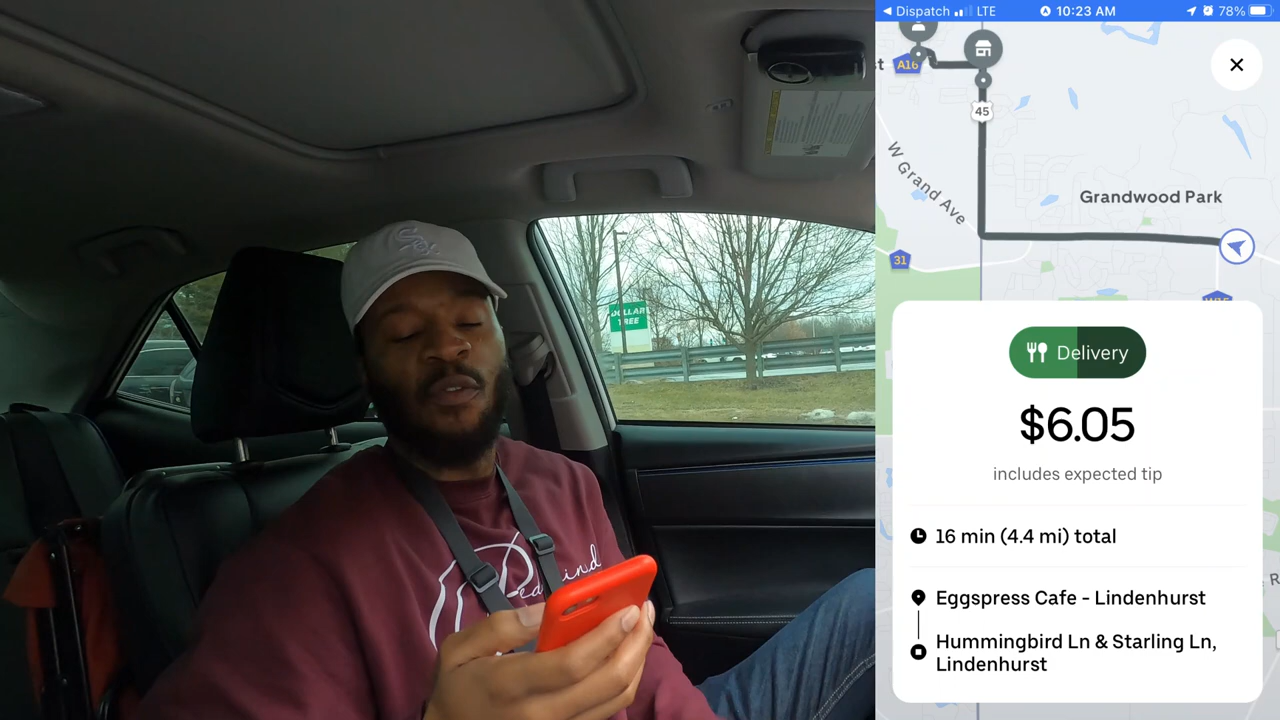 Dispatch
LTE
10:23 AM
78%
A16
45
W Grand Ave
Grandwood Park
31
Delivery
$6.05
includes expected tip
16 min (4.4 mi) total
Eggspress Cafe - Lindenhurst
Hummingbird Ln & Starling Ln,
Lindenhurst
Sox
DOLLAR
TREE